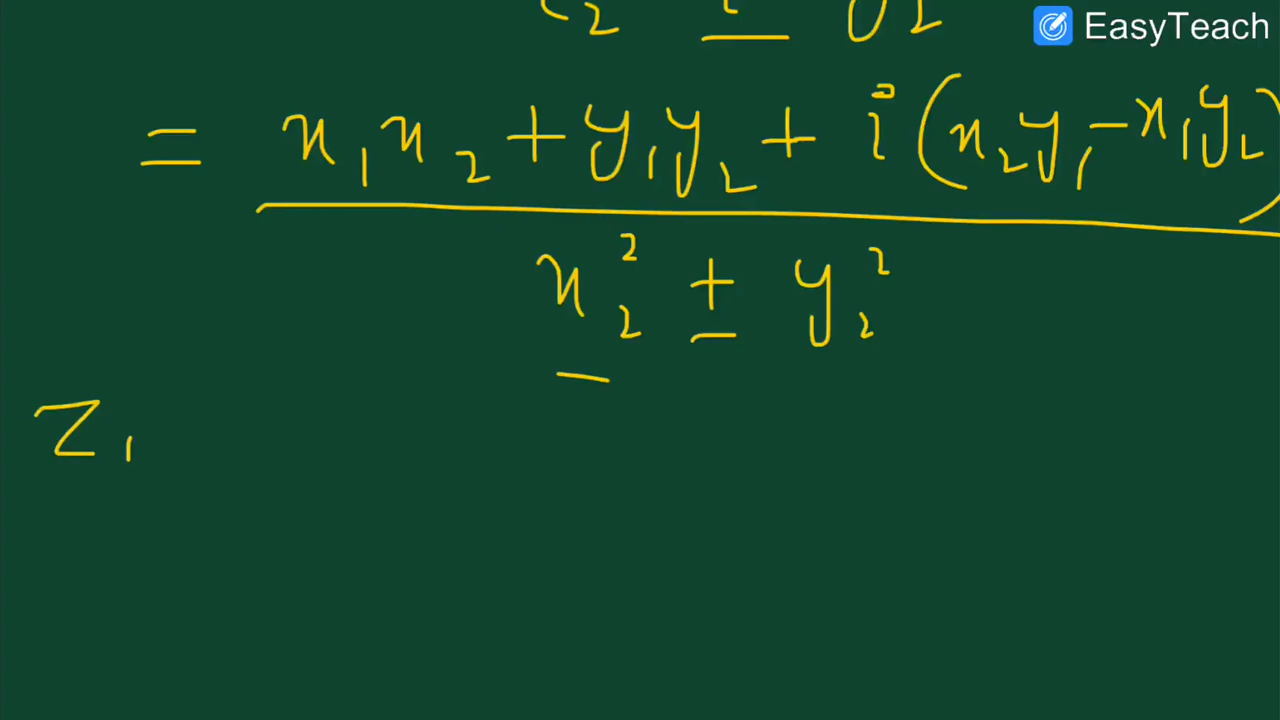 EasyTeach
= x₁x₂ + y₁y₂ + i (x₂y₁ - x₁y₂)
x₂² + y₂²
Z₁